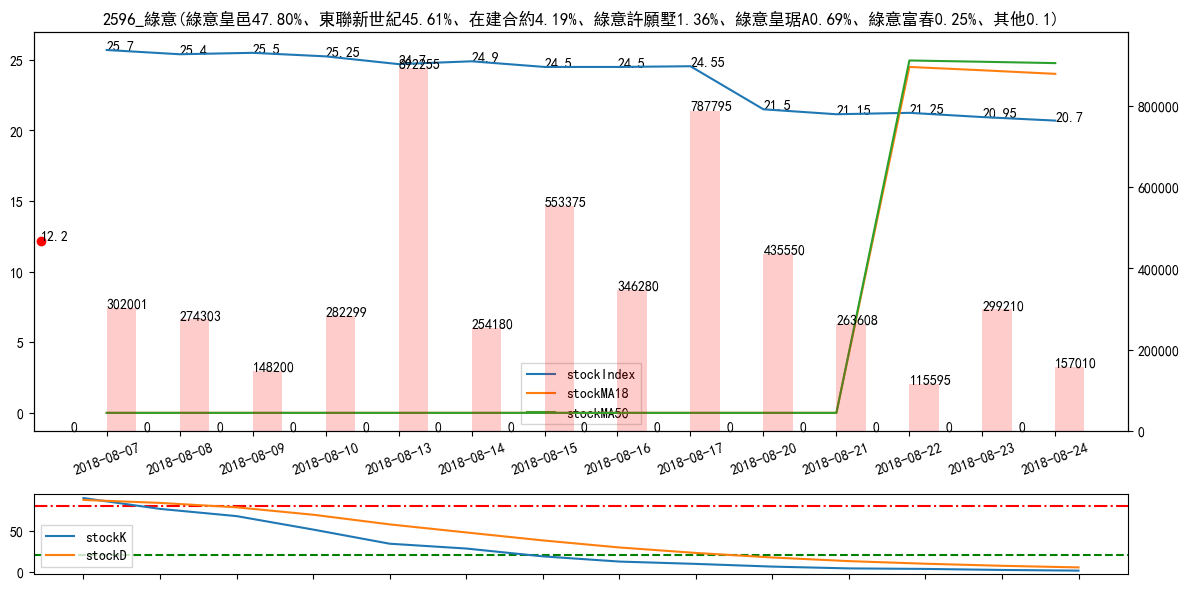 2596_綠意(綠意皇邑47.80%、東聯新世紀45.61%、在建合約4.19%、綠意許願墅1.36%、綠意皇琚A0.69%、綠意富春0.25%、其他0.1)
25.7 25.4 25.5 25.25 24.7 24.9 24.5 24.5 24.55 21.5 21.15 21.25 20.95 20.7
12.2
302001 274303 148200 282299 892255 254180 553375 346280 787795 435550 263608 115595 299210 157010
0 0 0 0 0 0 0 0 0 0 0 0 0 0
25
20
15
10
5
0
800000
600000
400000
200000
0
stockIndex
stockMA18
stockMA50
2018-08-07 2018-08-08 2018-08-09 2018-08-10 2018-08-13 2018-08-14 2018-08-15 2018-08-16 2018-08-17 2018-08-20 2018-08-21 2018-08-22 2018-08-23 2018-08-24
50
0
stockK
stockD